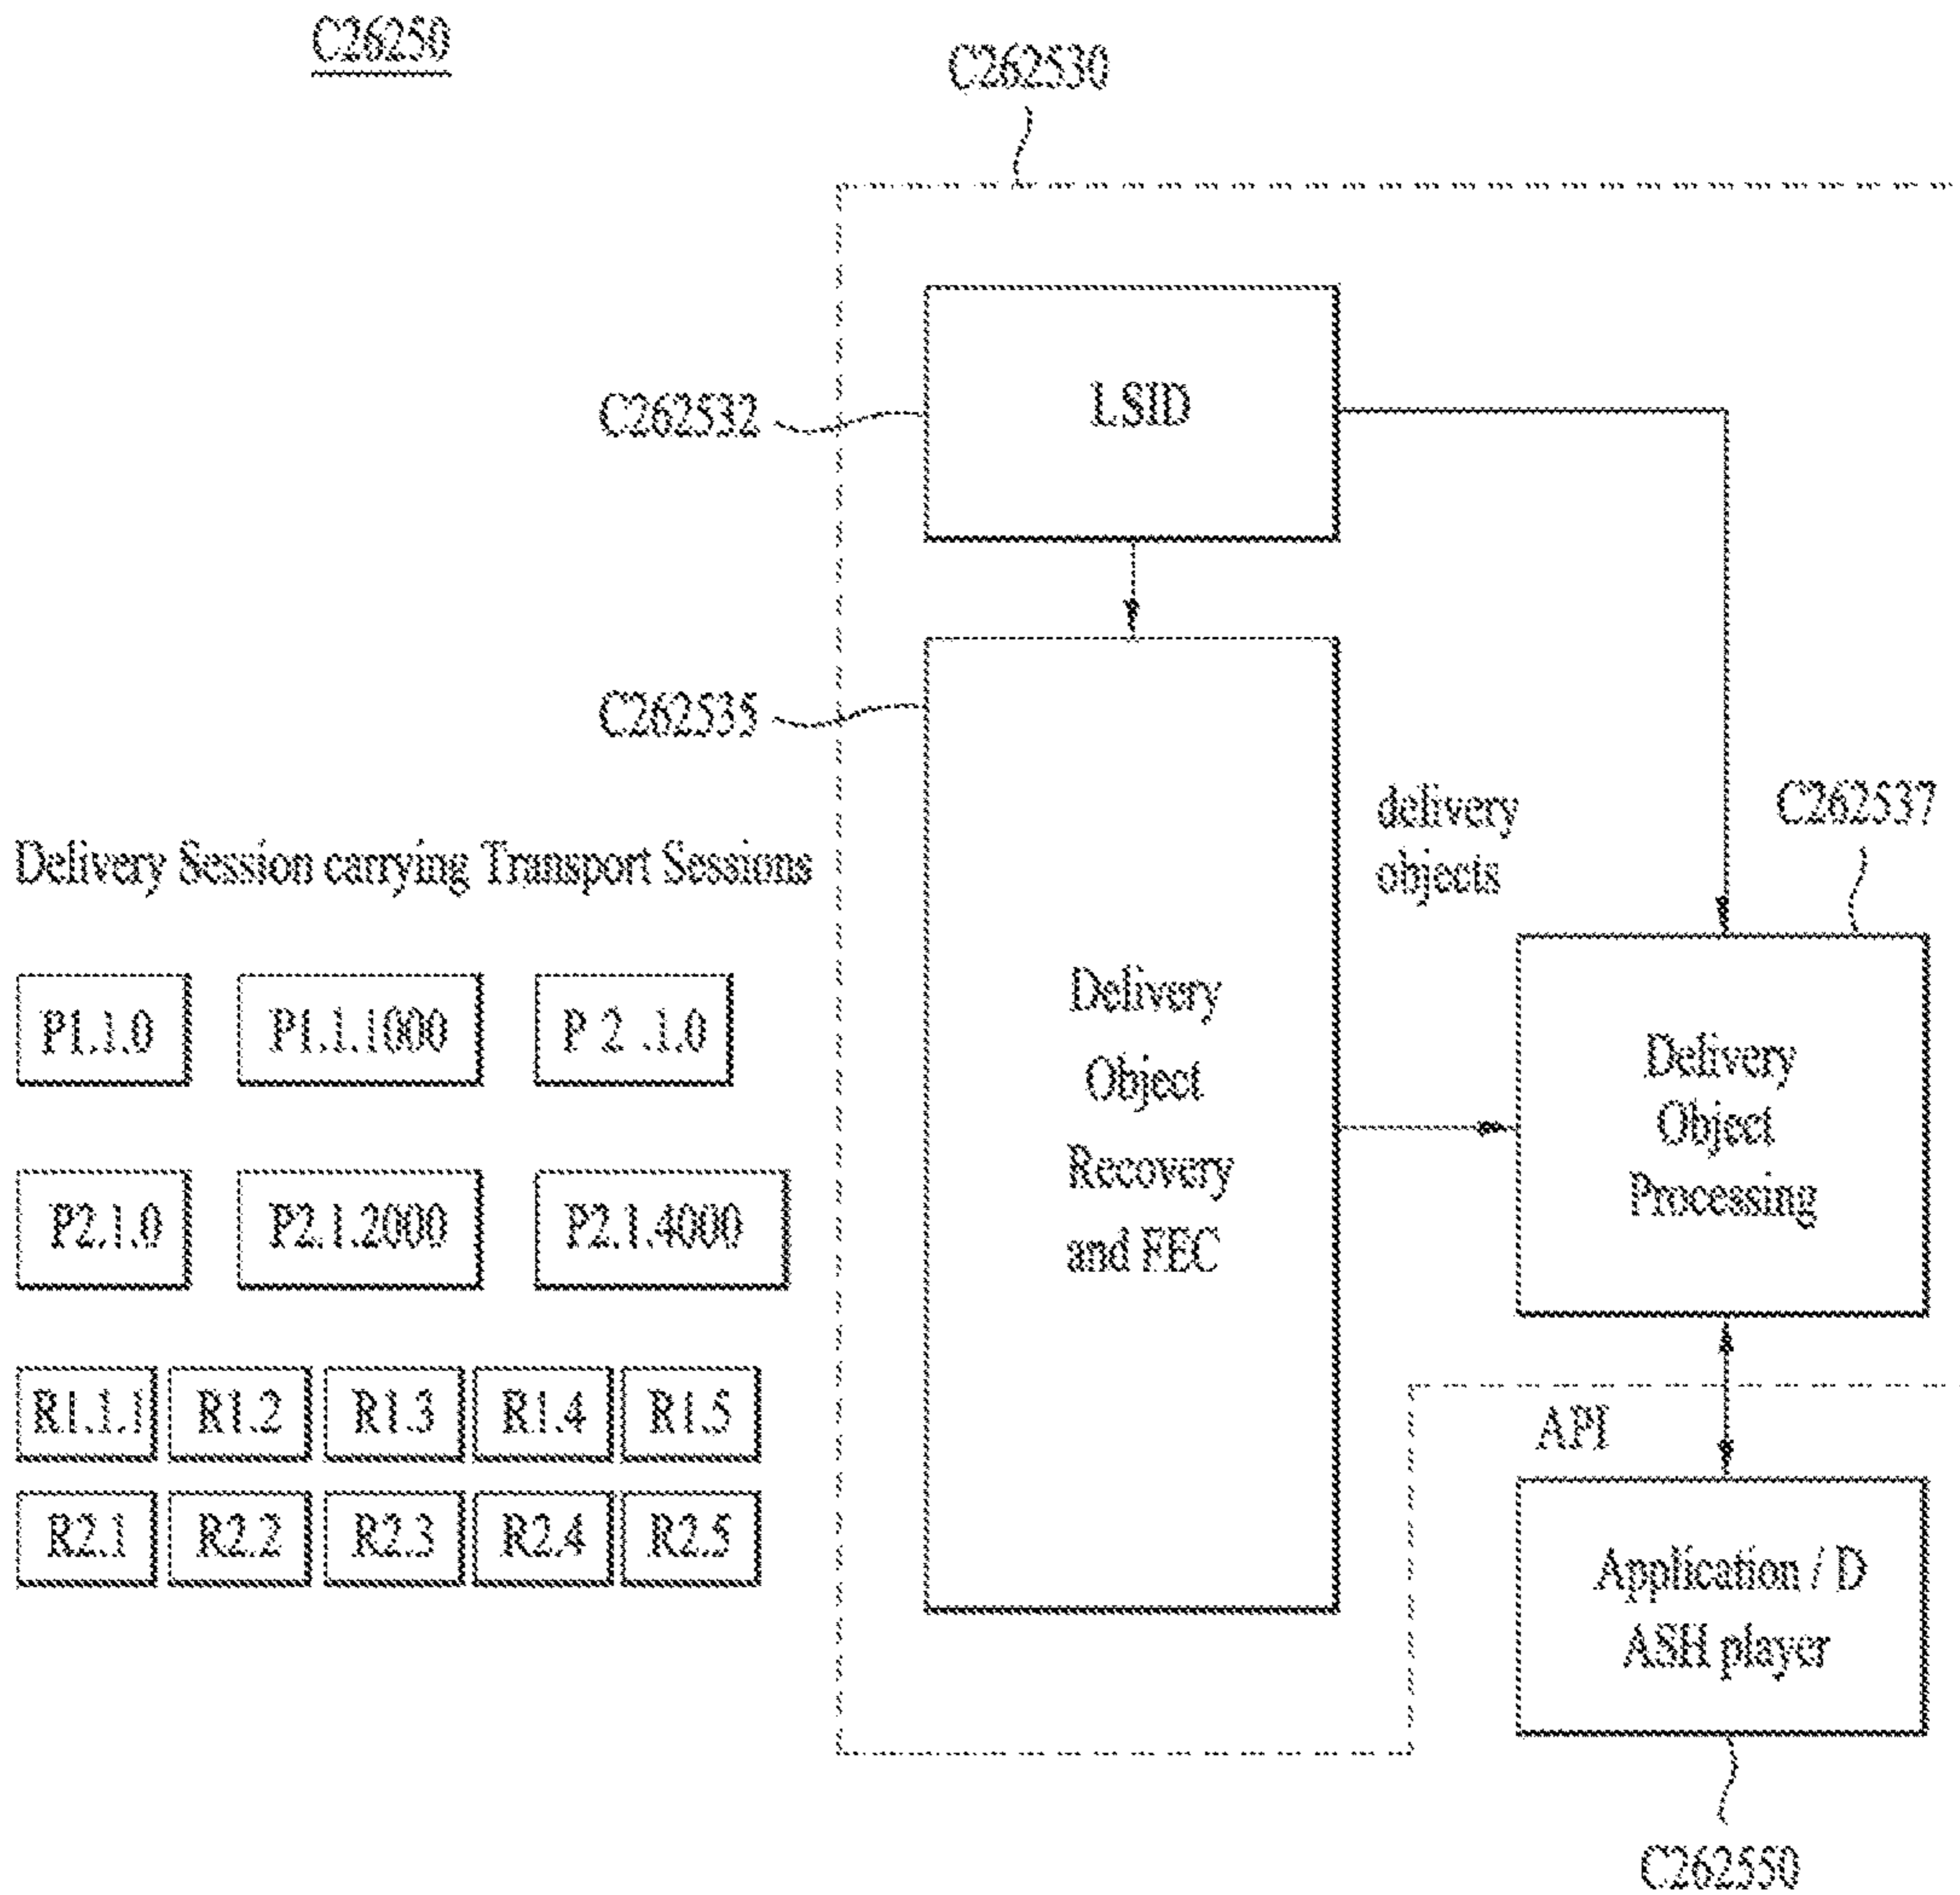 C26250
C262530
LSID
C262532
C262535
delivery
objects
C262537
Delivery Session carrying Transport Sessions
P1.1.0
P1.1.1000
P 2 .1.0
P2.1.0
P2.1.2000
P2.1.4000
R1.1.1
R1.2
R1.3
R1.4
R1.5
R2.1
R2.2
R2.3
R2.4
R2.5
Delivery
Object
Recovery
and FEC
Delivery
Object
Processing
API
Application / D
ASH player
C262550